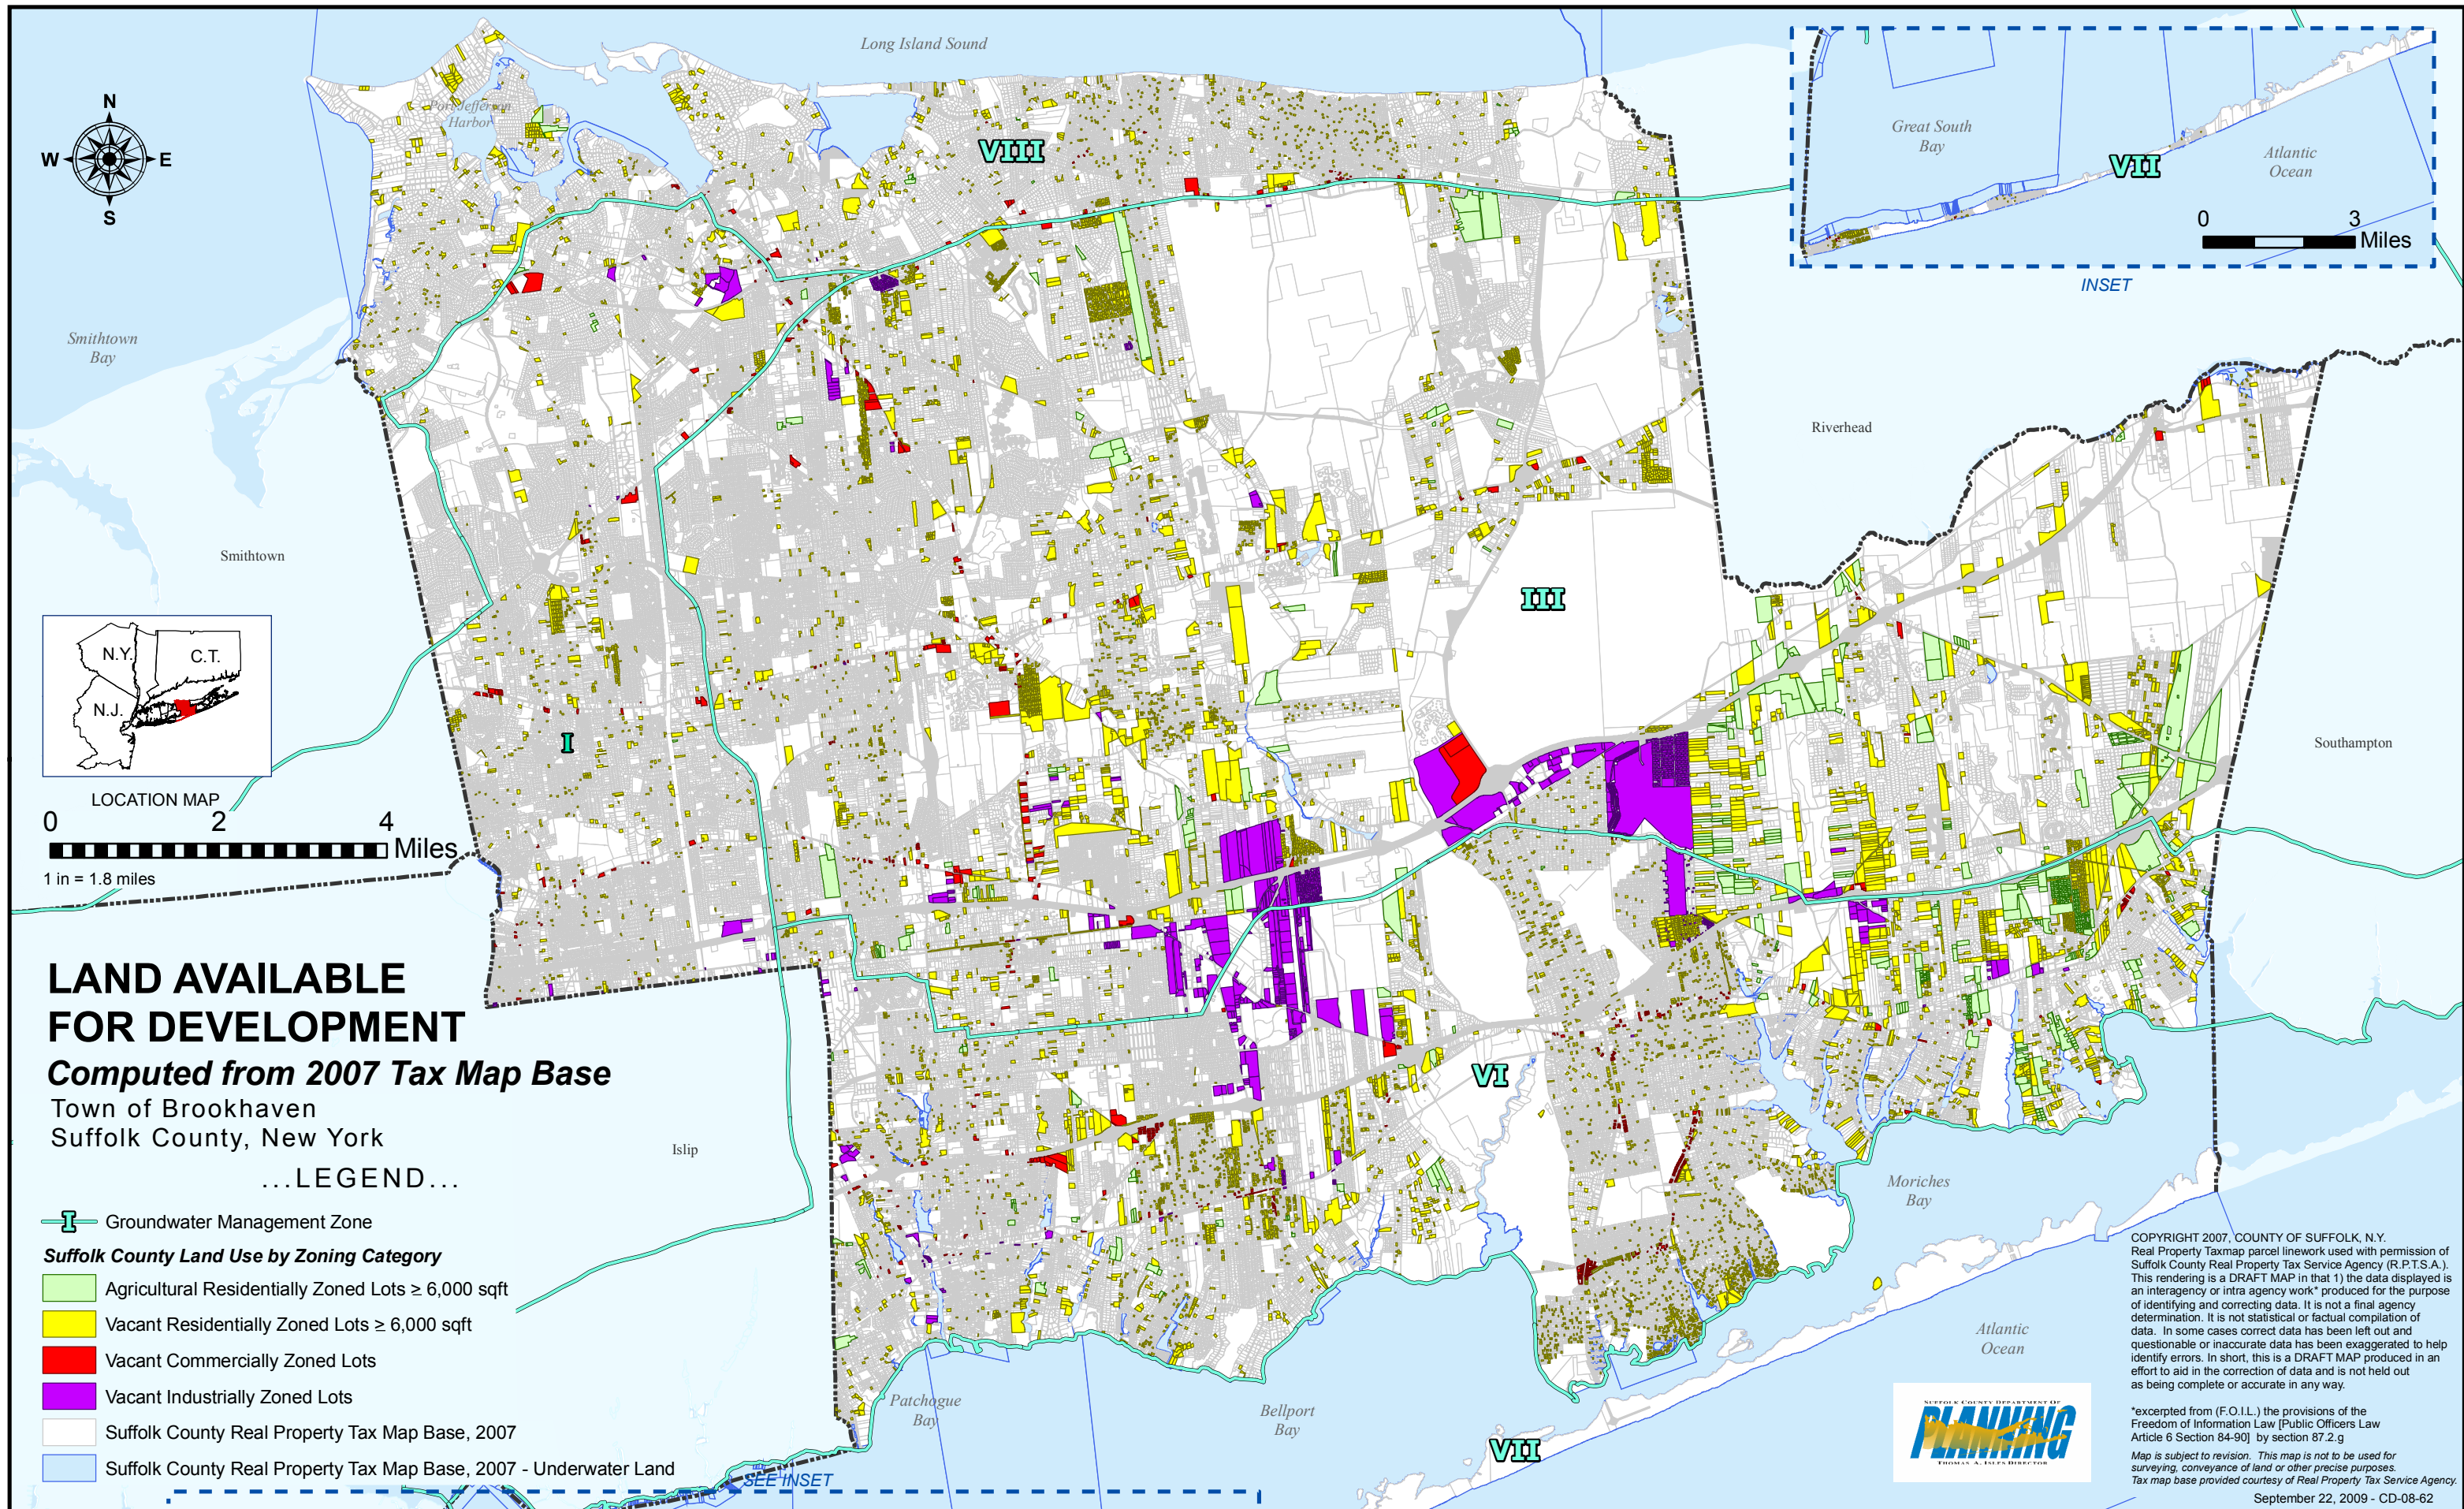 Long Island Sound
Port Jefferson
Harbor
N
W
E
S
VIII
Great South
Bay
VII
Atlantic
Ocean
0
3
Miles
INSET
Smithtown
Bay
Riverhead
Smithtown
III
N.Y.
C.T.
N.J.
LOCATION MAP
I
Southampton
0
2
4
Miles
1 in = 1.8 miles
LAND AVAILABLE
FOR DEVELOPMENT
Computed from 2007 Tax Map Base
Town of Brookhaven
Suffolk County, New York
Islip
VI
Moriches
Bay
...LEGEND...
I
Groundwater Management Zone
Suffolk County Land Use by Zoning Category
Agricultural Residentially Zoned Lots ≥ 6,000 sqft
Vacant Residentially Zoned Lots ≥ 6,000 sqft
Vacant Commercially Zoned Lots
Vacant Industrially Zoned Lots
Suffolk County Real Property Tax Map Base, 2007
Suffolk County Real Property Tax Map Base, 2007 - Underwater Land
SEE INSET
Patchogue
Bay
Bellport
Bay
VII
Atlantic
Ocean
COPYRIGHT 2007, COUNTY OF SUFFOLK, N.Y.
Real Property Taxmap parcel linework used with permission of
Suffolk County Real Property Tax Service Agency (R.P.T.S.A.).
This rendering is a DRAFT MAP in that 1) the data displayed is
an interagency or intra agency work* produced for the purpose
of identifying and correcting data. It is not a final agency
determination. It is not statistical or factual compilation of
data. In some cases correct data has been left out and
questionable or inaccurate data has been exaggerated to help
identify errors. In short, this is a DRAFT MAP produced in an
effort to aid in the correction of data and is not held out
as being complete or accurate in any way.
*excerpted from (F.O.I.L.) the provisions of the
Freedom of Information Law [Public Officers Law
Article 6 Section 84-90] by section 87.2.g
Map is subject to revision. This map is not to be used for
surveying, conveyance of land or other precise purposes.
Tax map base provided courtesy of Real Property Tax Service Agency.
SUFFOLK COUNTY DEPARTMENT OF
PLANNING
THOMAS A. ISLES DIRECTOR
September 22, 2009 - CD-08-62